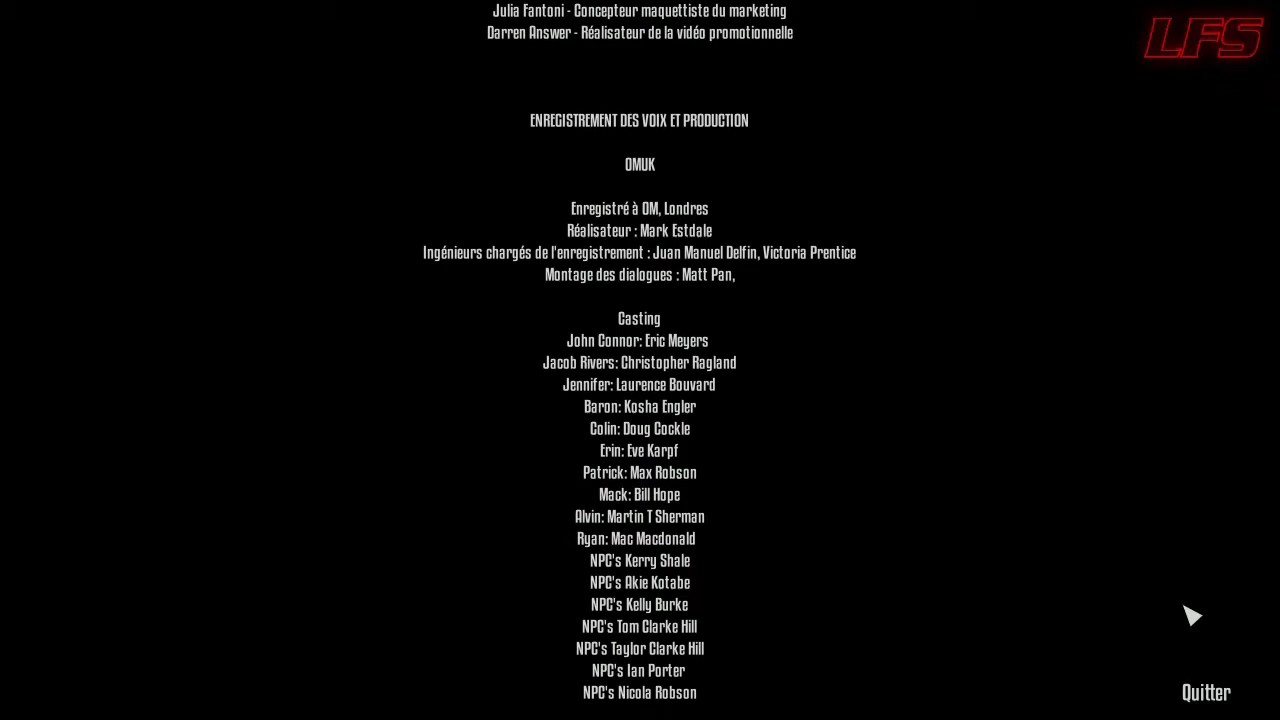 Julia Fantoni - Concepteur maquettiste du marketing
Darren Answer - Réalisateur de la vidéo promotionnelle
LFS
ENREGISTREMENT DES VOIX ET PRODUCTION
OMUK
Enregistré à OM, Londres
Réalisateur : Mark Estdale
Ingénieurs chargés de l'enregistrement : Juan Manuel Delfin, Victoria Prentice
Montage des dialogues : Matt Pan,
Casting
John Connor: Eric Meyers
Jacob Rivers: Christopher Ragland
Jennifer: Laurence Bouvard
Baron: Kosha Engler
Colin: Doug Cockle
Erin: Eve Karpf
Patrick: Max Robson
Mack: Bill Hope
Alvin: Martin T Sherman
Ryan: Mac Macdonald
NPC's Kerry Shale
NPC's Akie Kotabe
NPC's Kelly Burke
NPC's Tom Clarke Hill
NPC's Taylor Clarke Hill
NPC's Ian Porter
NPC's Nicola Robson
Quitter